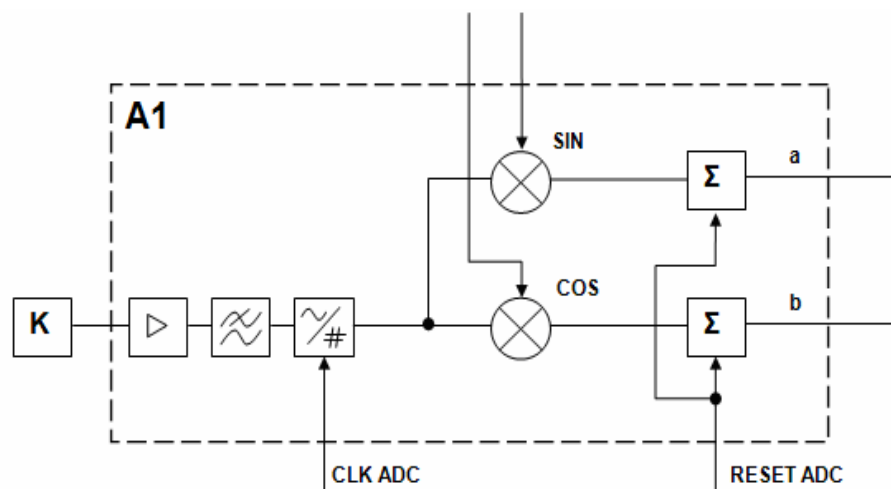 A1
SIN
Σ
a
K
#
COS
Σ
b
CLK ADC
RESET ADC